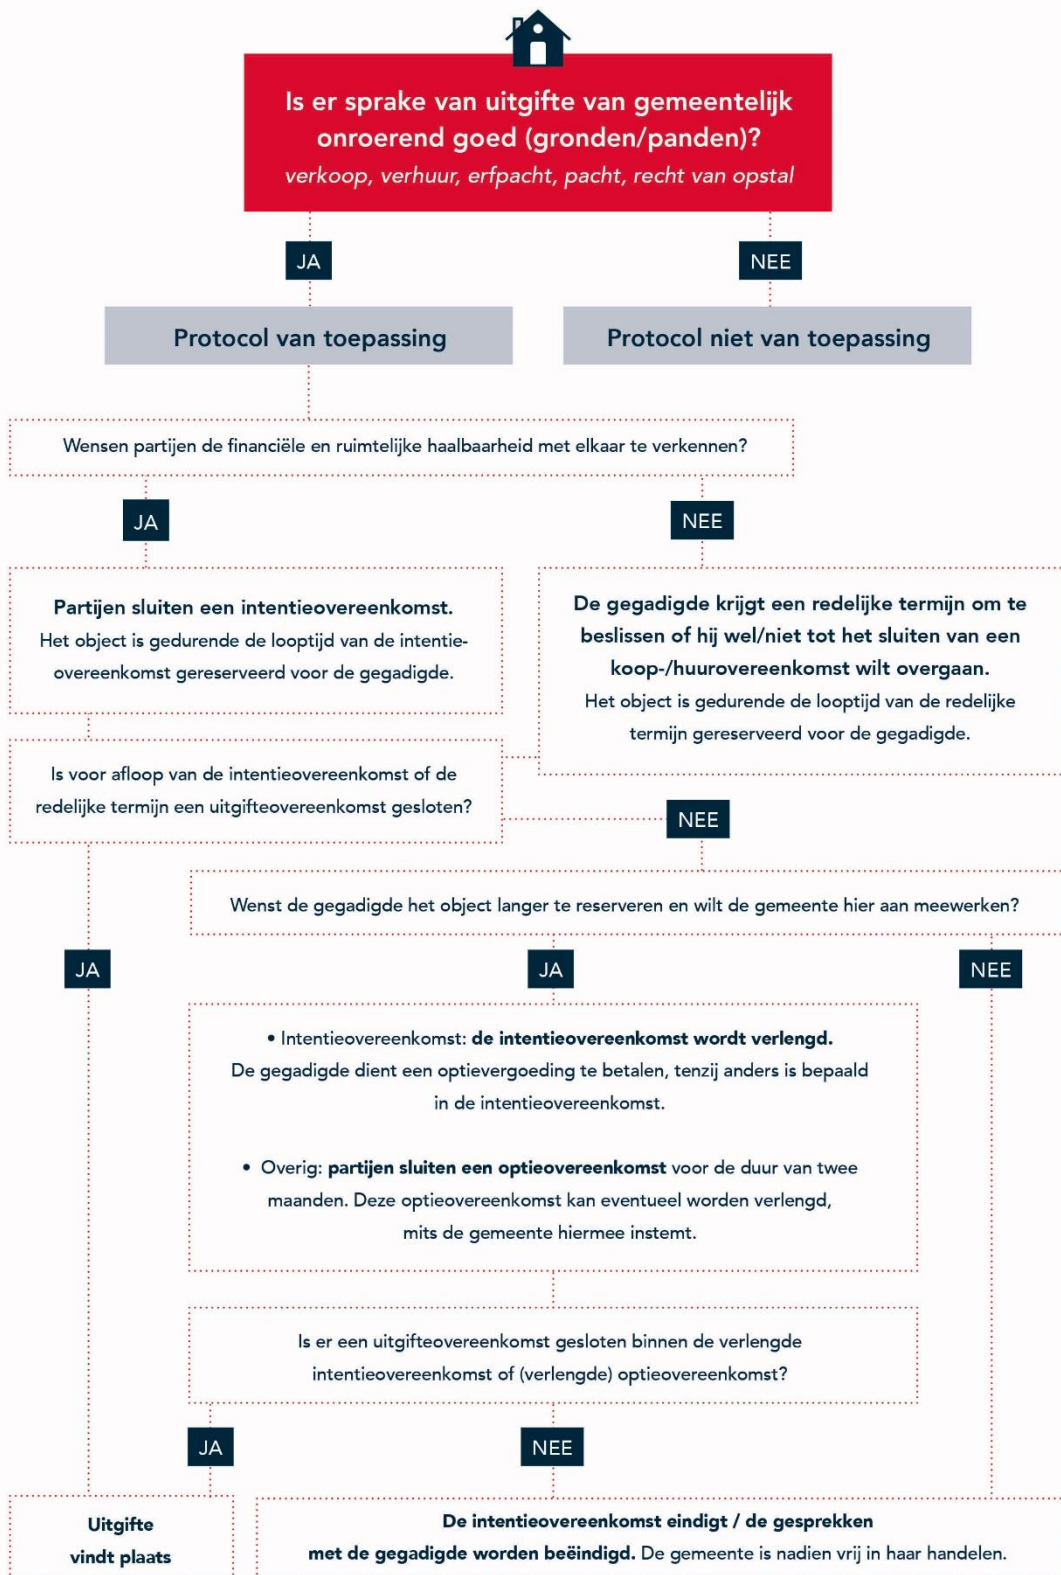 Is er sprake van uitgifte van gemeentelijk
onroerend goed (gronden/panden)?
verkoop, verhuur, erfpacht, pacht, recht van opstal
JA
NEE
Protocol van toepassing
Protocol niet van toepassing
Wensen partijen de financiële en ruimtelijke haalbaarheid met elkaar te verkennen?
JA
NEE
Partijen sluiten een intentieovereenkomst.
Het object is gedurende de looptijd van de intentie-
overeenkomst gereserveerd voor de gegadigde.
De gegadigde krijgt een redelijke termijn om te
beslissen of hij wel/niet tot het sluiten van een
koop-/huurovereenkomst wilt overgaan.
Het object is gedurende de looptijd van de redelijke
termijn gereserveerd voor de gegadigde.
Is voor afloop van de intentieovereenkomst of de
redelijke termijn een uitgifteovereenkomst gesloten?
NEE
Wenst de gegadigde het object langer te reserveren en wilt de gemeente hier aan meewerken?
JA
JA
NEE
• Intentieovereenkomst: de intentieovereenkomst wordt verlengd.
De gegadigde dient een optievergoeding te betalen, tenzij anders is bepaald
in de intentieovereenkomst.
• Overig: partijen sluiten een optieovereenkomst voor de duur van twee
maanden. Deze optieovereenkomst kan eventueel worden verlengd,
mits de gemeente hiermee instemt.
Is er een uitgifteovereenkomst gesloten binnen de verlengde
intentieovereenkomst of (verlengde) optieovereenkomst?
JA
NEE
Uitgifte
vindt plaats
De intentieovereenkomst eindigt / de gesprekken
met de gegadigde worden beëindigd. De gemeente is nadien vrij in haar handelen.